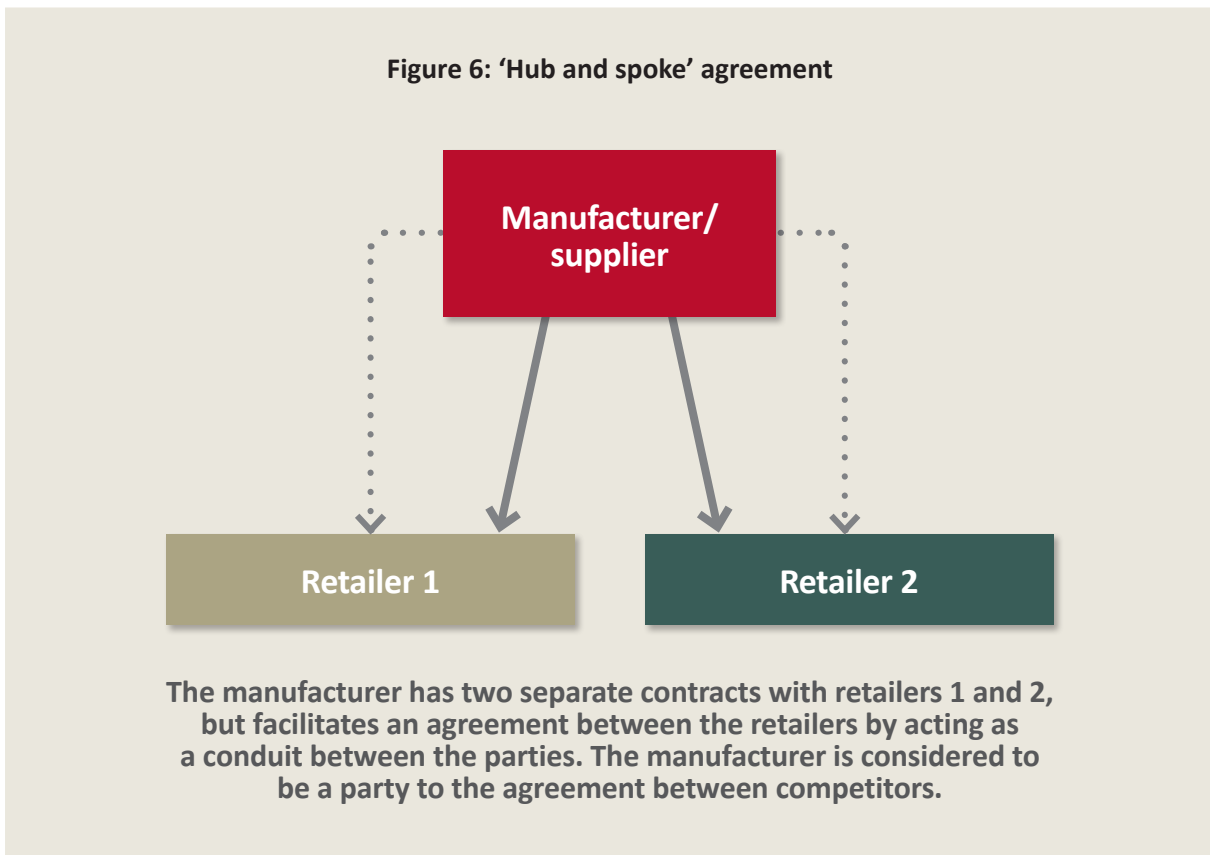 Figure 6: ‘Hub and spoke’ agreement
Manufacturer/
supplier
Retailer 1
Retailer 2
The manufacturer has two separate contracts with retailers 1 and 2,
but facilitates an agreement between the retailers by acting as
a conduit between the parties. The manufacturer is considered to
be a party to the agreement between competitors.